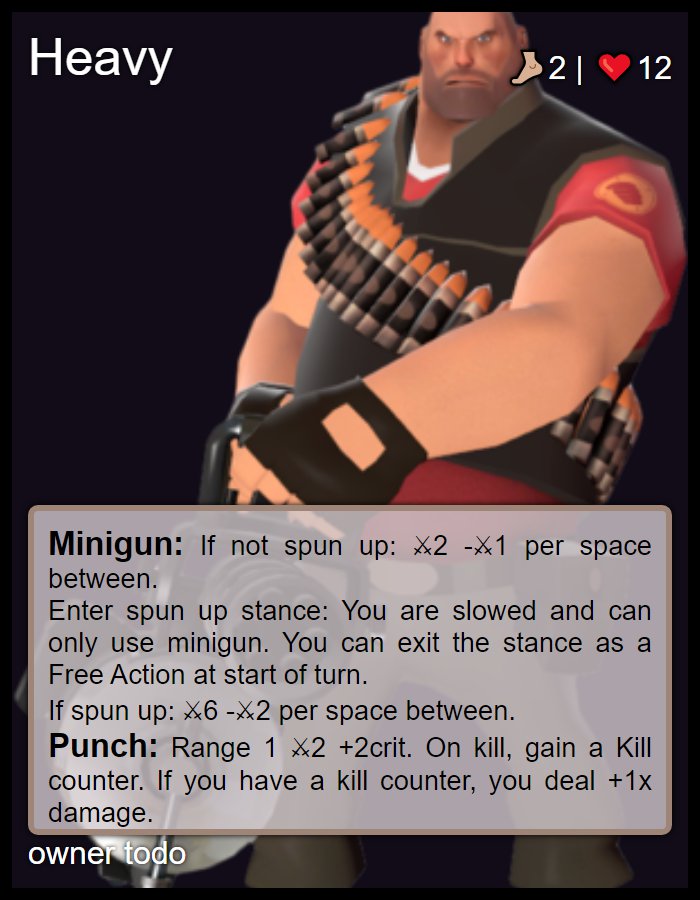 Heavy
🦶2 | ❤️12
Minigun: If not spun up: ⚔2 -⚔1 per space
between.
Enter spun up stance: You are slowed and can
only use minigun. You can exit the stance as a
Free Action at start of turn.
If spun up: ⚔6 -⚔2 per space between.
Punch: Range 1 ⚔2 +2crit. On kill, gain a Kill
counter. If you have a kill counter, you deal +1x
damage.
owner todo